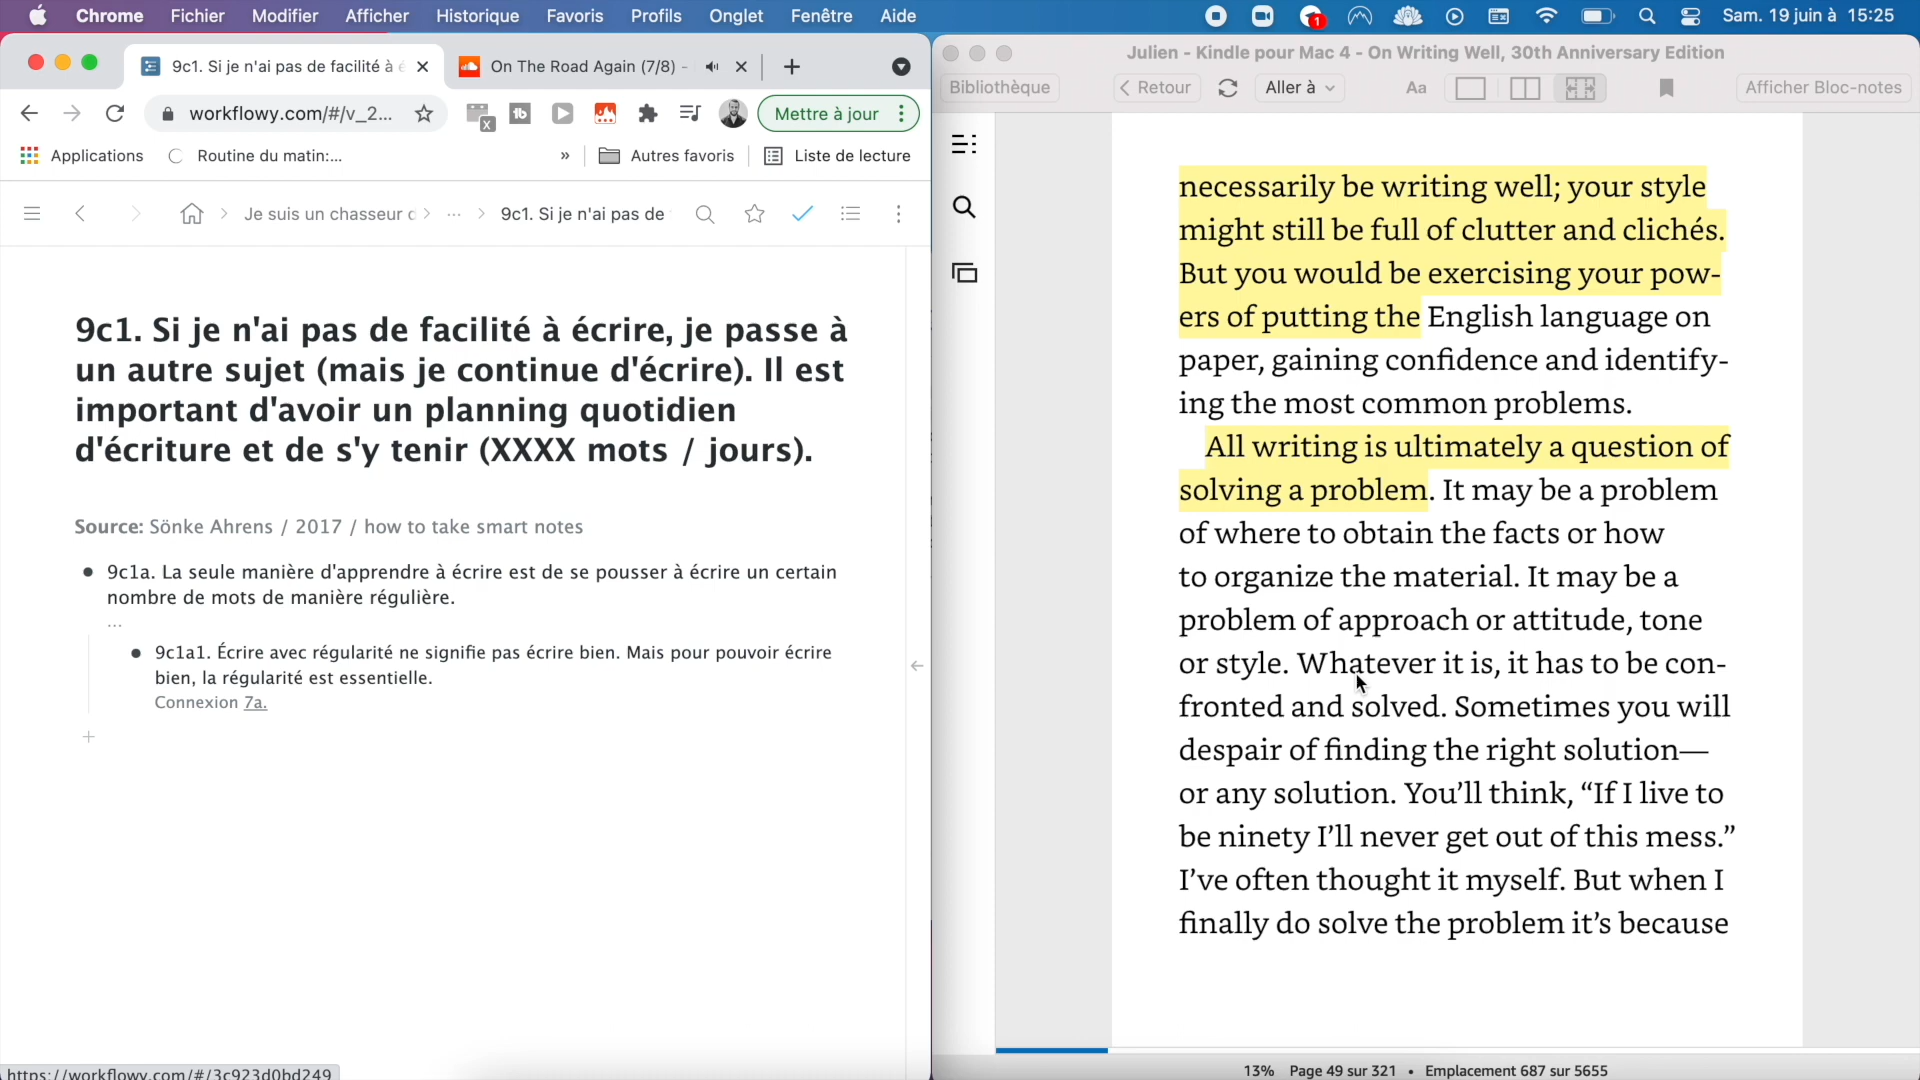 Chrome Fichier Modifier Afficher Historique Favoris Profils Onglet Fenêtre Aide
1
Sam. 19 juin à 15:25
9c1. Si je n'ai pas de facilité à é
On The Road Again (7/8) -
workflowy.com/#/v_2...
Mettre à jour
Applications
Routine du matin:...
»
Autres favoris
Liste de lecture
Je suis un chasseur d
...
9c1. Si je n'ai pas de
9c1. Si je n'ai pas de facilité à écrire, je passe à
un autre sujet (mais je continue d'écrire). Il est
important d'avoir un planning quotidien
d'écriture et de s'y tenir (XXXX mots / jours).
Source: Sönke Ahrens / 2017 / how to take smart notes
9c1a. La seule manière d'apprendre à écrire est de se pousser à écrire un certain
nombre de mots de manière régulière.
...
9c1a1. Écrire avec régularité ne signifie pas écrire bien. Mais pour pouvoir écrire
bien, la régularité est essentielle.
Connexion 7a.
https://workflowy.com/#/3c923d0bd249
Julien - Kindle pour Mac 4 - On Writing Well, 30th Anniversary Edition
Bibliothèque
Retour
Aller à
Aa
Afficher Bloc-notes
necessarily be writing well; your style
might still be full of clutter and clichés.
But you would be exercising your pow-
ers of putting the English language on
paper, gaining confidence and identify-
ing the most common problems.
All writing is ultimately a question of
solving a problem. It may be a problem
of where to obtain the facts or how
to organize the material. It may be a
problem of approach or attitude, tone
or style. Whatever it is, it has to be con-
fronted and solved. Sometimes you will
despair of finding the right solution—
or any solution. You’ll think, “If I live to
be ninety I’ll never get out of this mess.”
I’ve often thought it myself. But when I
finally do solve the problem it’s because
13% Page 49 sur 321 • Emplacement 687 sur 5655